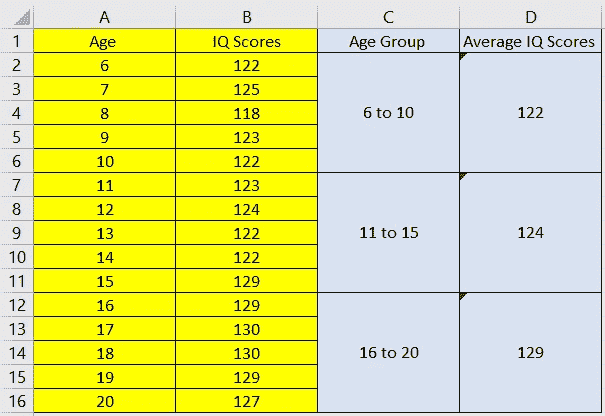 A B C D
1 Age IQ Scores Age Group Average IQ Scores
2 6 122
3 7 125
4 8 118 6 to 10 122
5 9 123
6 10 122
7 11 123
8 12 124
9 13 122 11 to 15 124
10 14 122
11 15 129
12 16 129
13 17 130
14 18 130 16 to 20 129
15 19 129
16 20 127